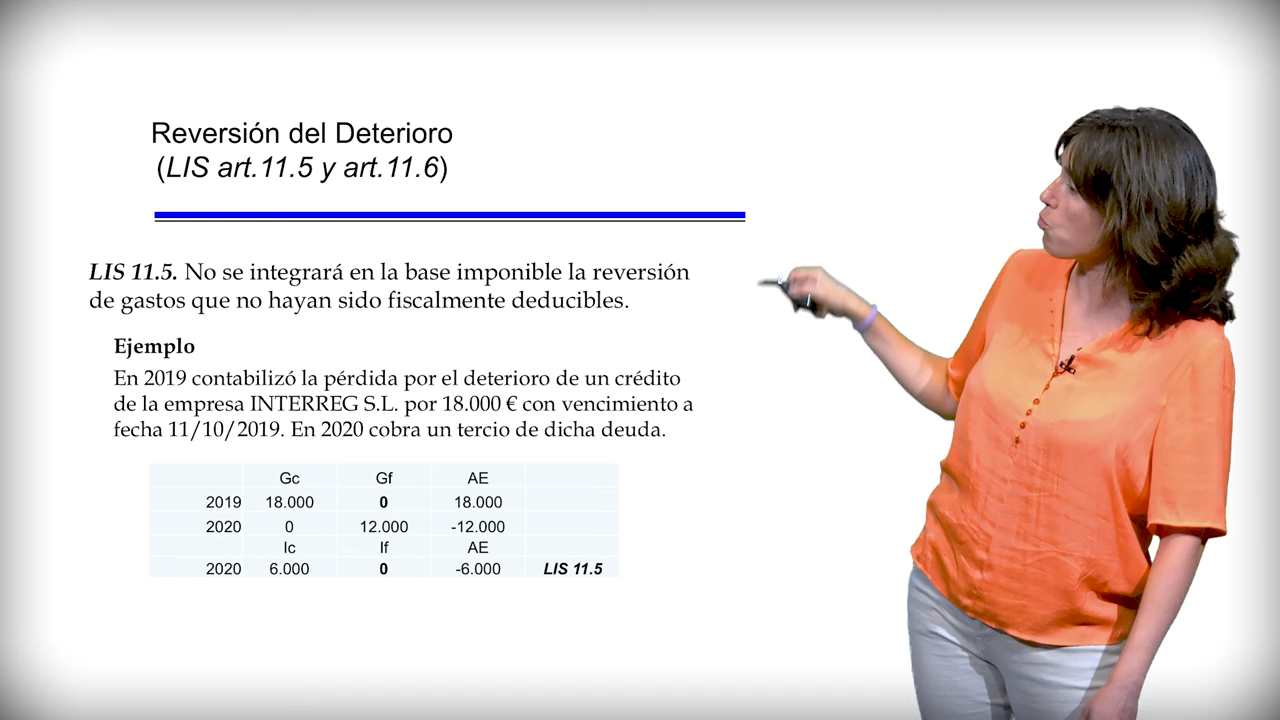 Reversión del Deterioro
(LIS art.11.5 y art.11.6)
LIS 11.5. No se integrará en la base imponible la reversión
de gastos que no hayan sido fiscalmente deducibles.
Ejemplo
En 2019 contabilizó la pérdida por el deterioro de un crédito
de la empresa INTERREG S.L. por 18.000 € con vencimiento a
fecha 11/10/2019. En 2020 cobra un tercio de dicha deuda.
Gc Gf AE
2019 18.000 0 18.000
2020 0 12.000 -12.000
Ic If AE
2020 6.000 0 -6.000 LIS 11.5